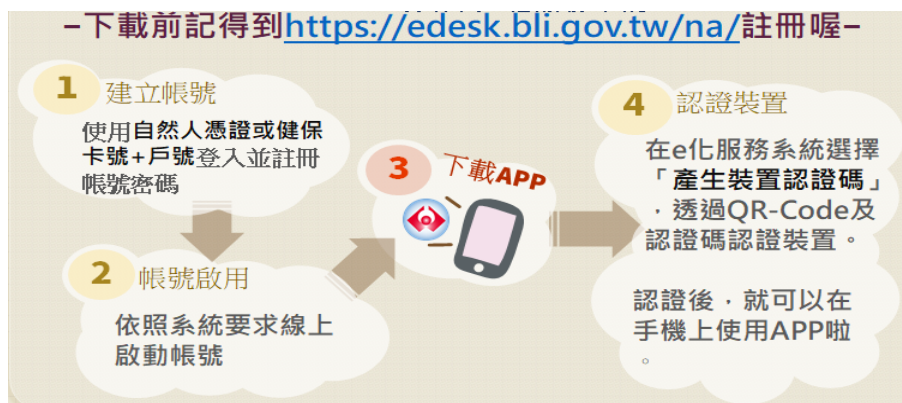 –下載前記得到https://edesk.bli.gov.tw/na/註冊喔–
1 建立帳號
使用自然人憑證或健保
卡號+戶號登入並註冊
帳號密碼
2 帳號啟用
依照系統要求線上
啟動帳號
3 下載APP
4 認證裝置
在e化服務系統選擇
「產生裝置認證碼」
，透過QR-Code及
認證碼認證裝置。
認證後，就可以在
手機上使用APP啦
。